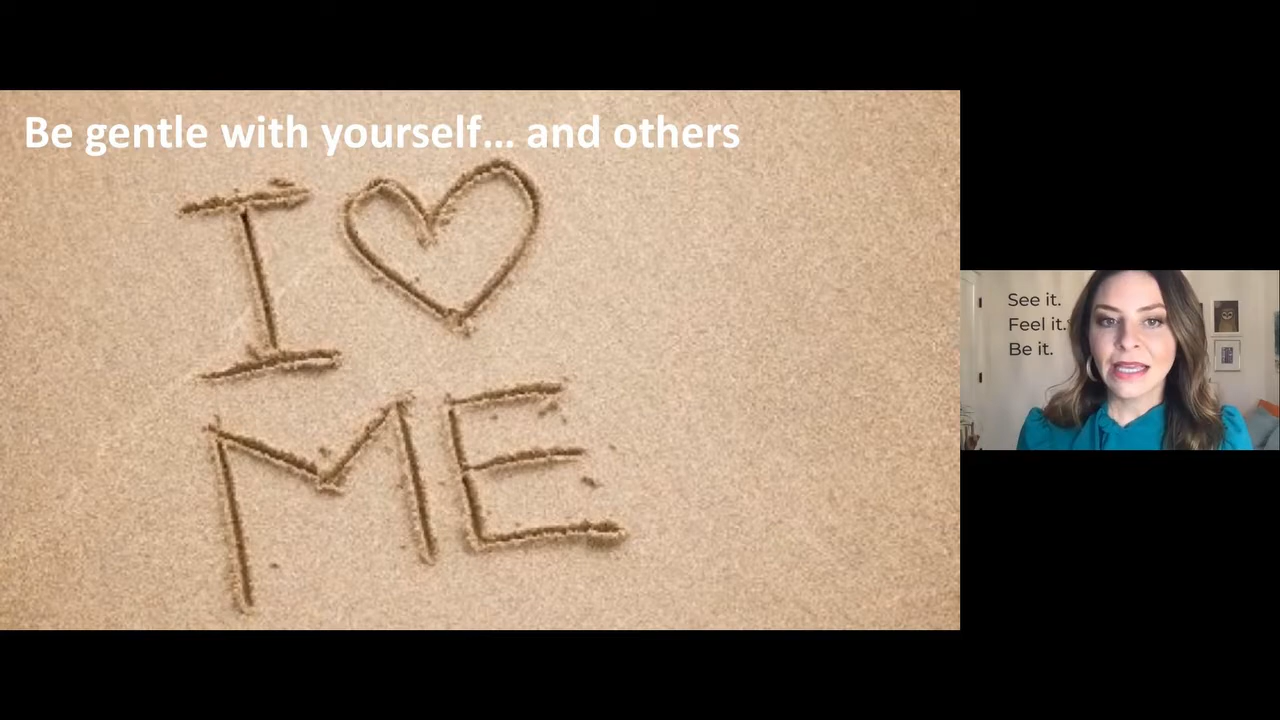 Be gentle with yourself... and others
I ♥
ME
See it.
Feel it.
Be it.